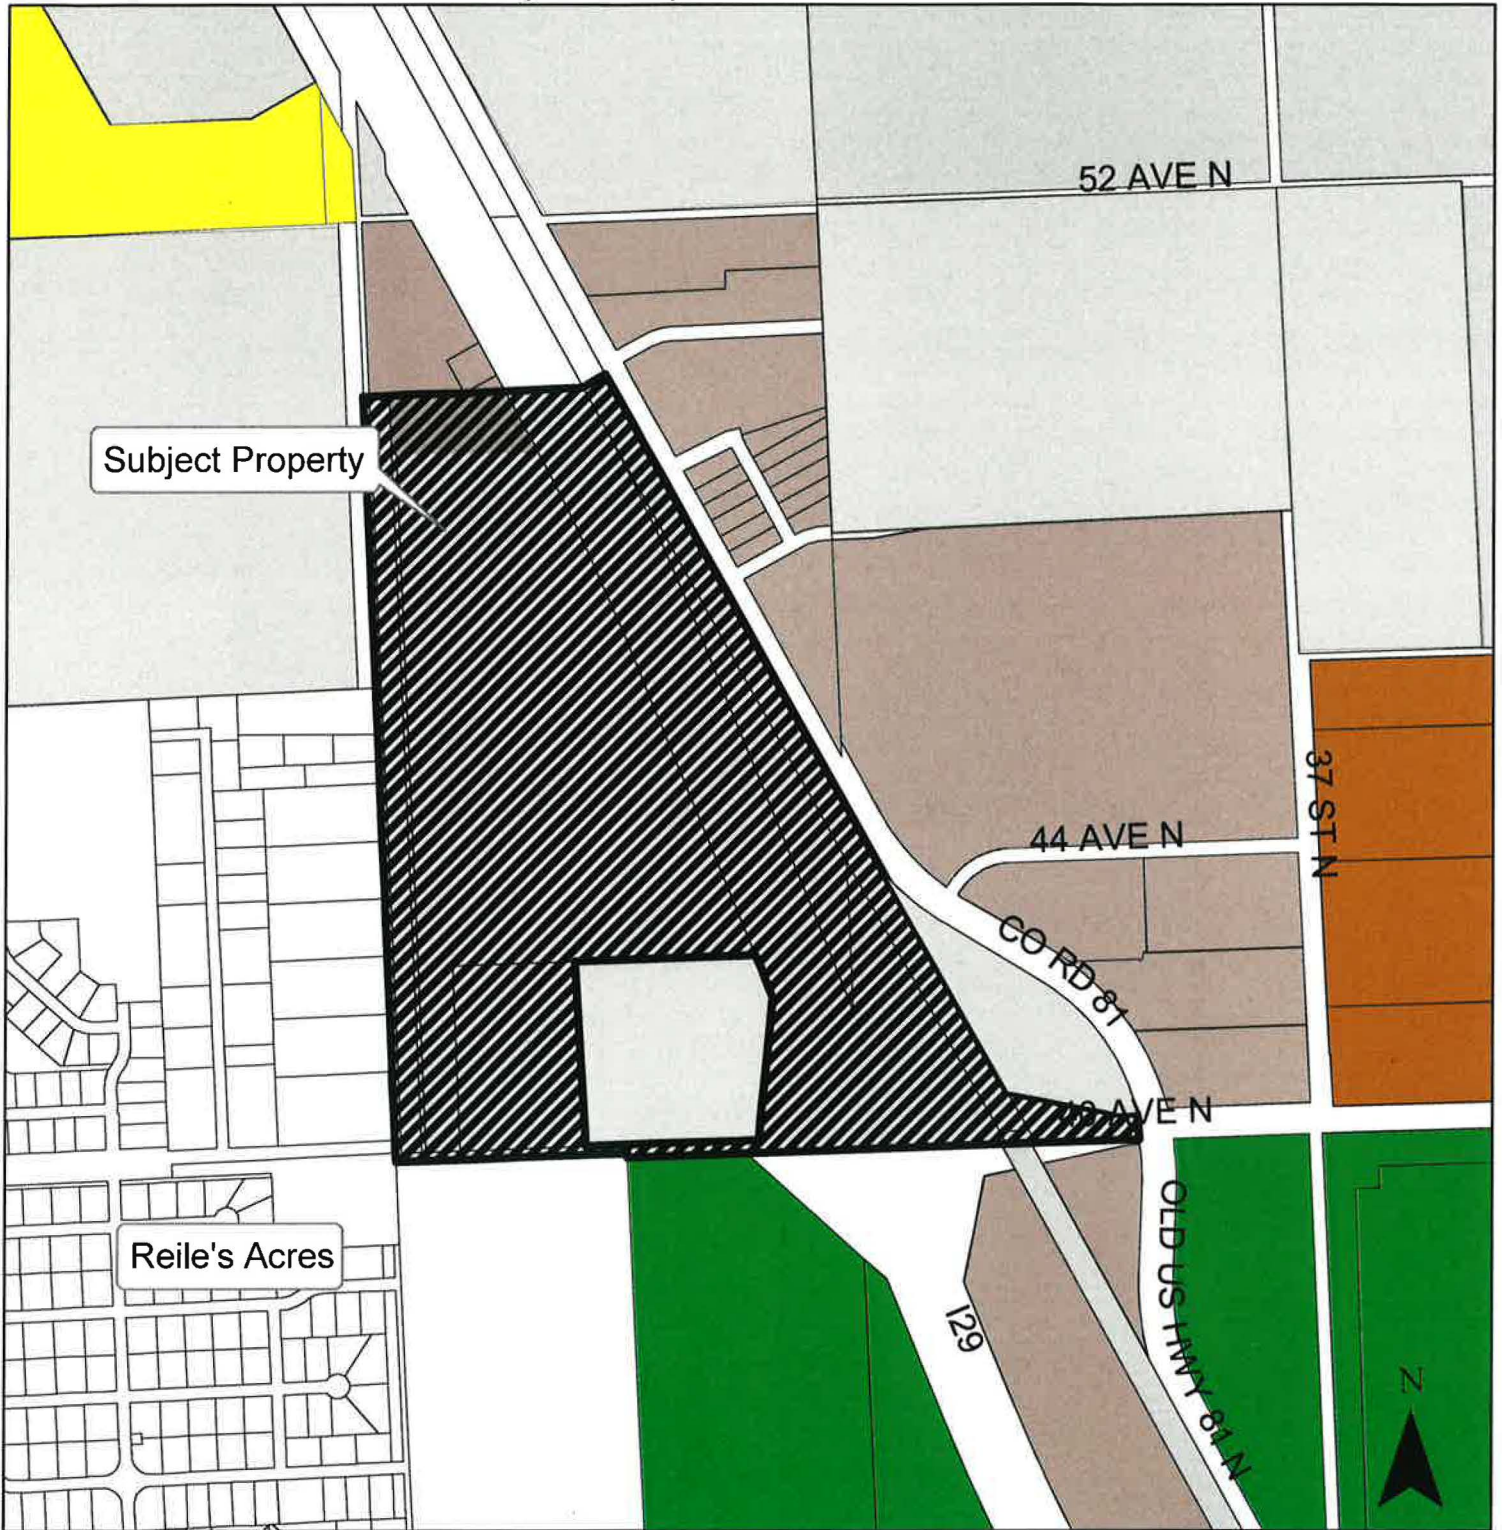 52 AVE N
Subject Property
37 ST N
44 AVE N
CO RD 81
AVE N
Reile's Acres
OLD US HWY 81 N
I29
N